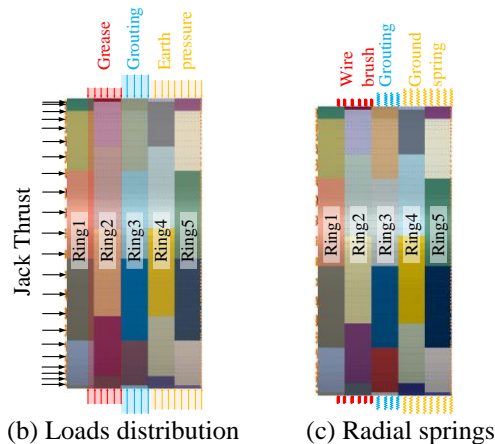 Grease
Grouting
Earth
pressure
Jack Thrust
Ring1
Ring2
Ring3
Ring4
Ring5
(b) Loads distribution
Wire
brush
Grouting
Ground
spring
Ring1
Ring2
Ring3
Ring4
Ring5
(c) Radial springs